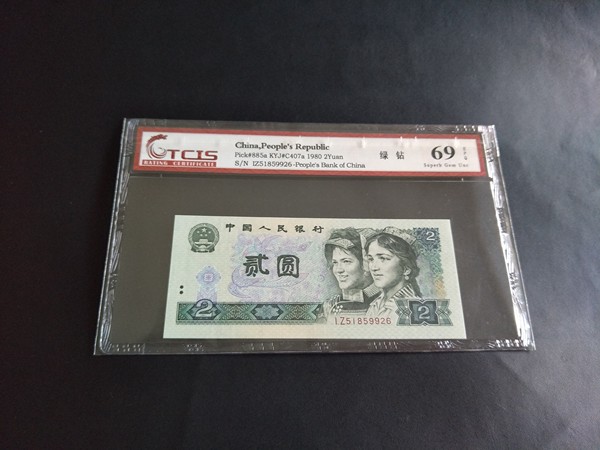 TCIS
RATING CERTIFICATE
China,People's Republic
Pick#885a KYJ#C407a 1980 2Yuan
S/N IZ51859926-People's Bank of China
绿 钻
69 EPQ
Superb Gem Unc
中国人民银行
贰圆
2
2
2
IZ51859926